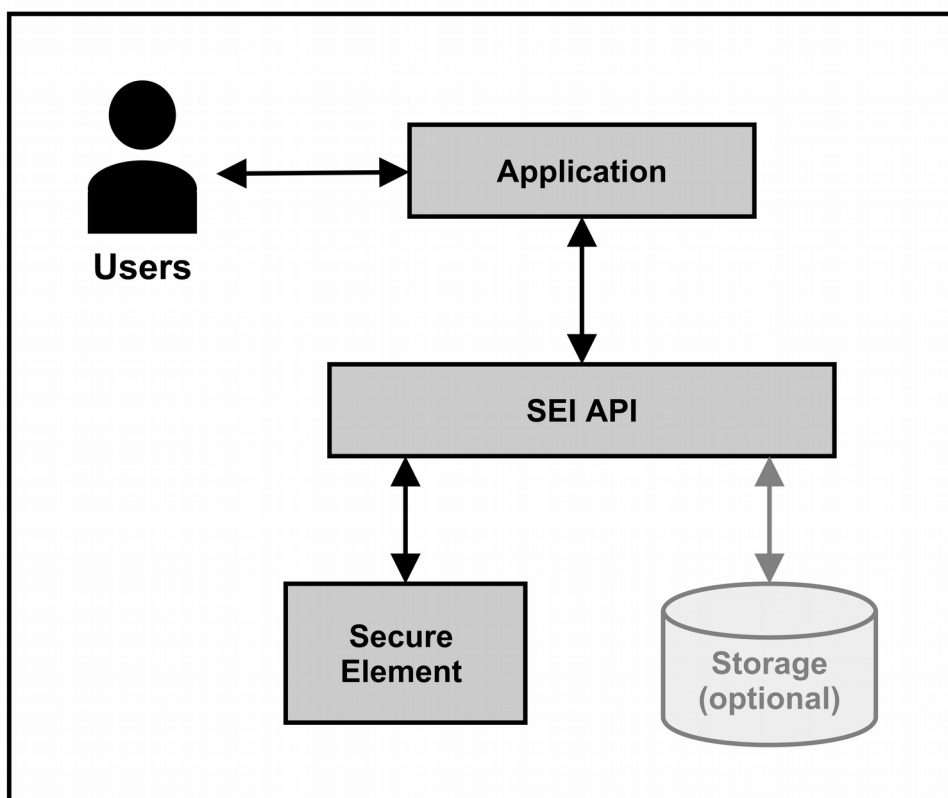 Application
Users
SEI API
Secure
Element
Storage
(optional)